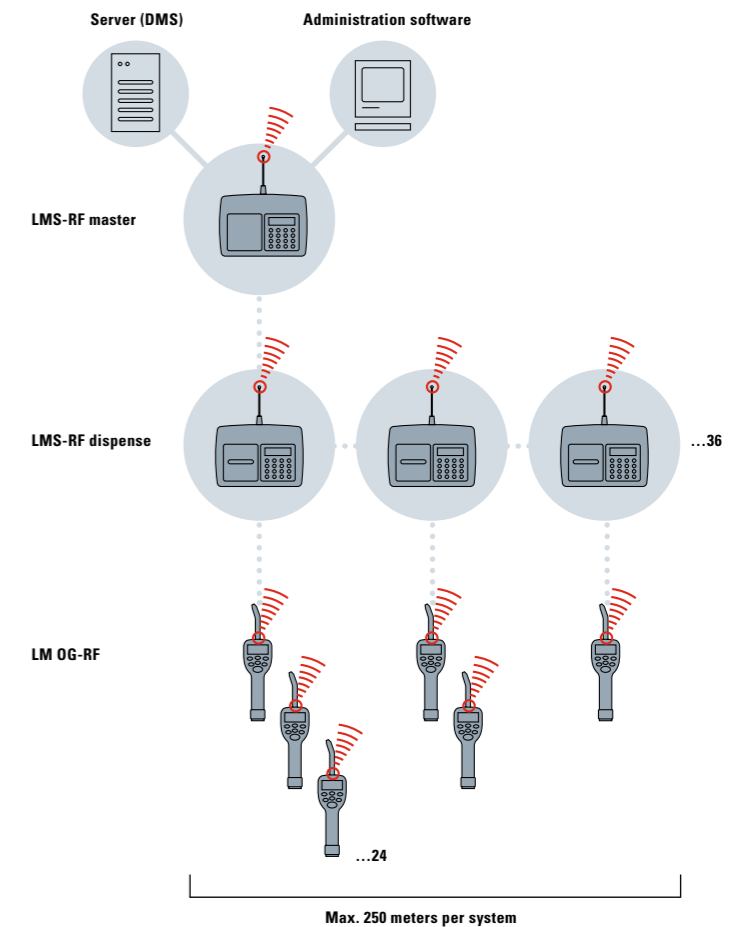 Server (DMS)
Administration software
LMS-RF master
LMS-RF dispense
...36
LM OG-RF
...24
Max. 250 meters per system